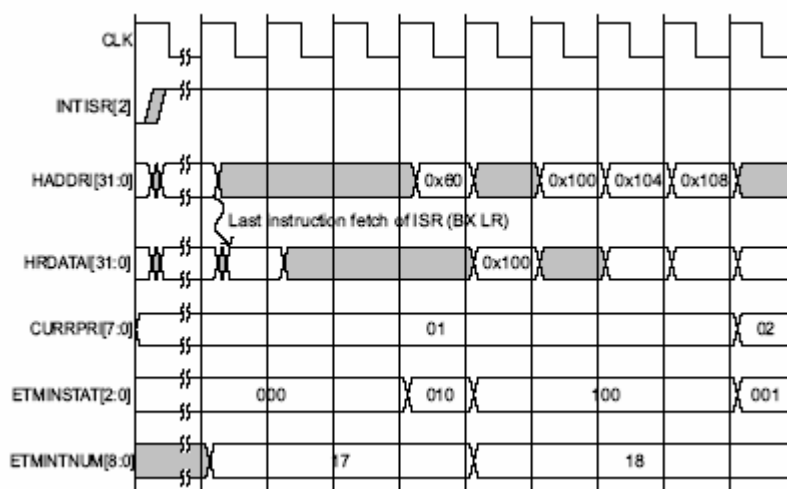 CLK
INTISR[2]
HADDRI[31:0] 0x60 0x100 0x104 0x108
Last instruction fetch of ISR (BX LR)
HRDATAI[31:0] 0x100
CURRPRI[7:0] 01 02
ETMINSTAT[2:0] 000 010 100 001
ETMINTNUM[8:0] 17 18